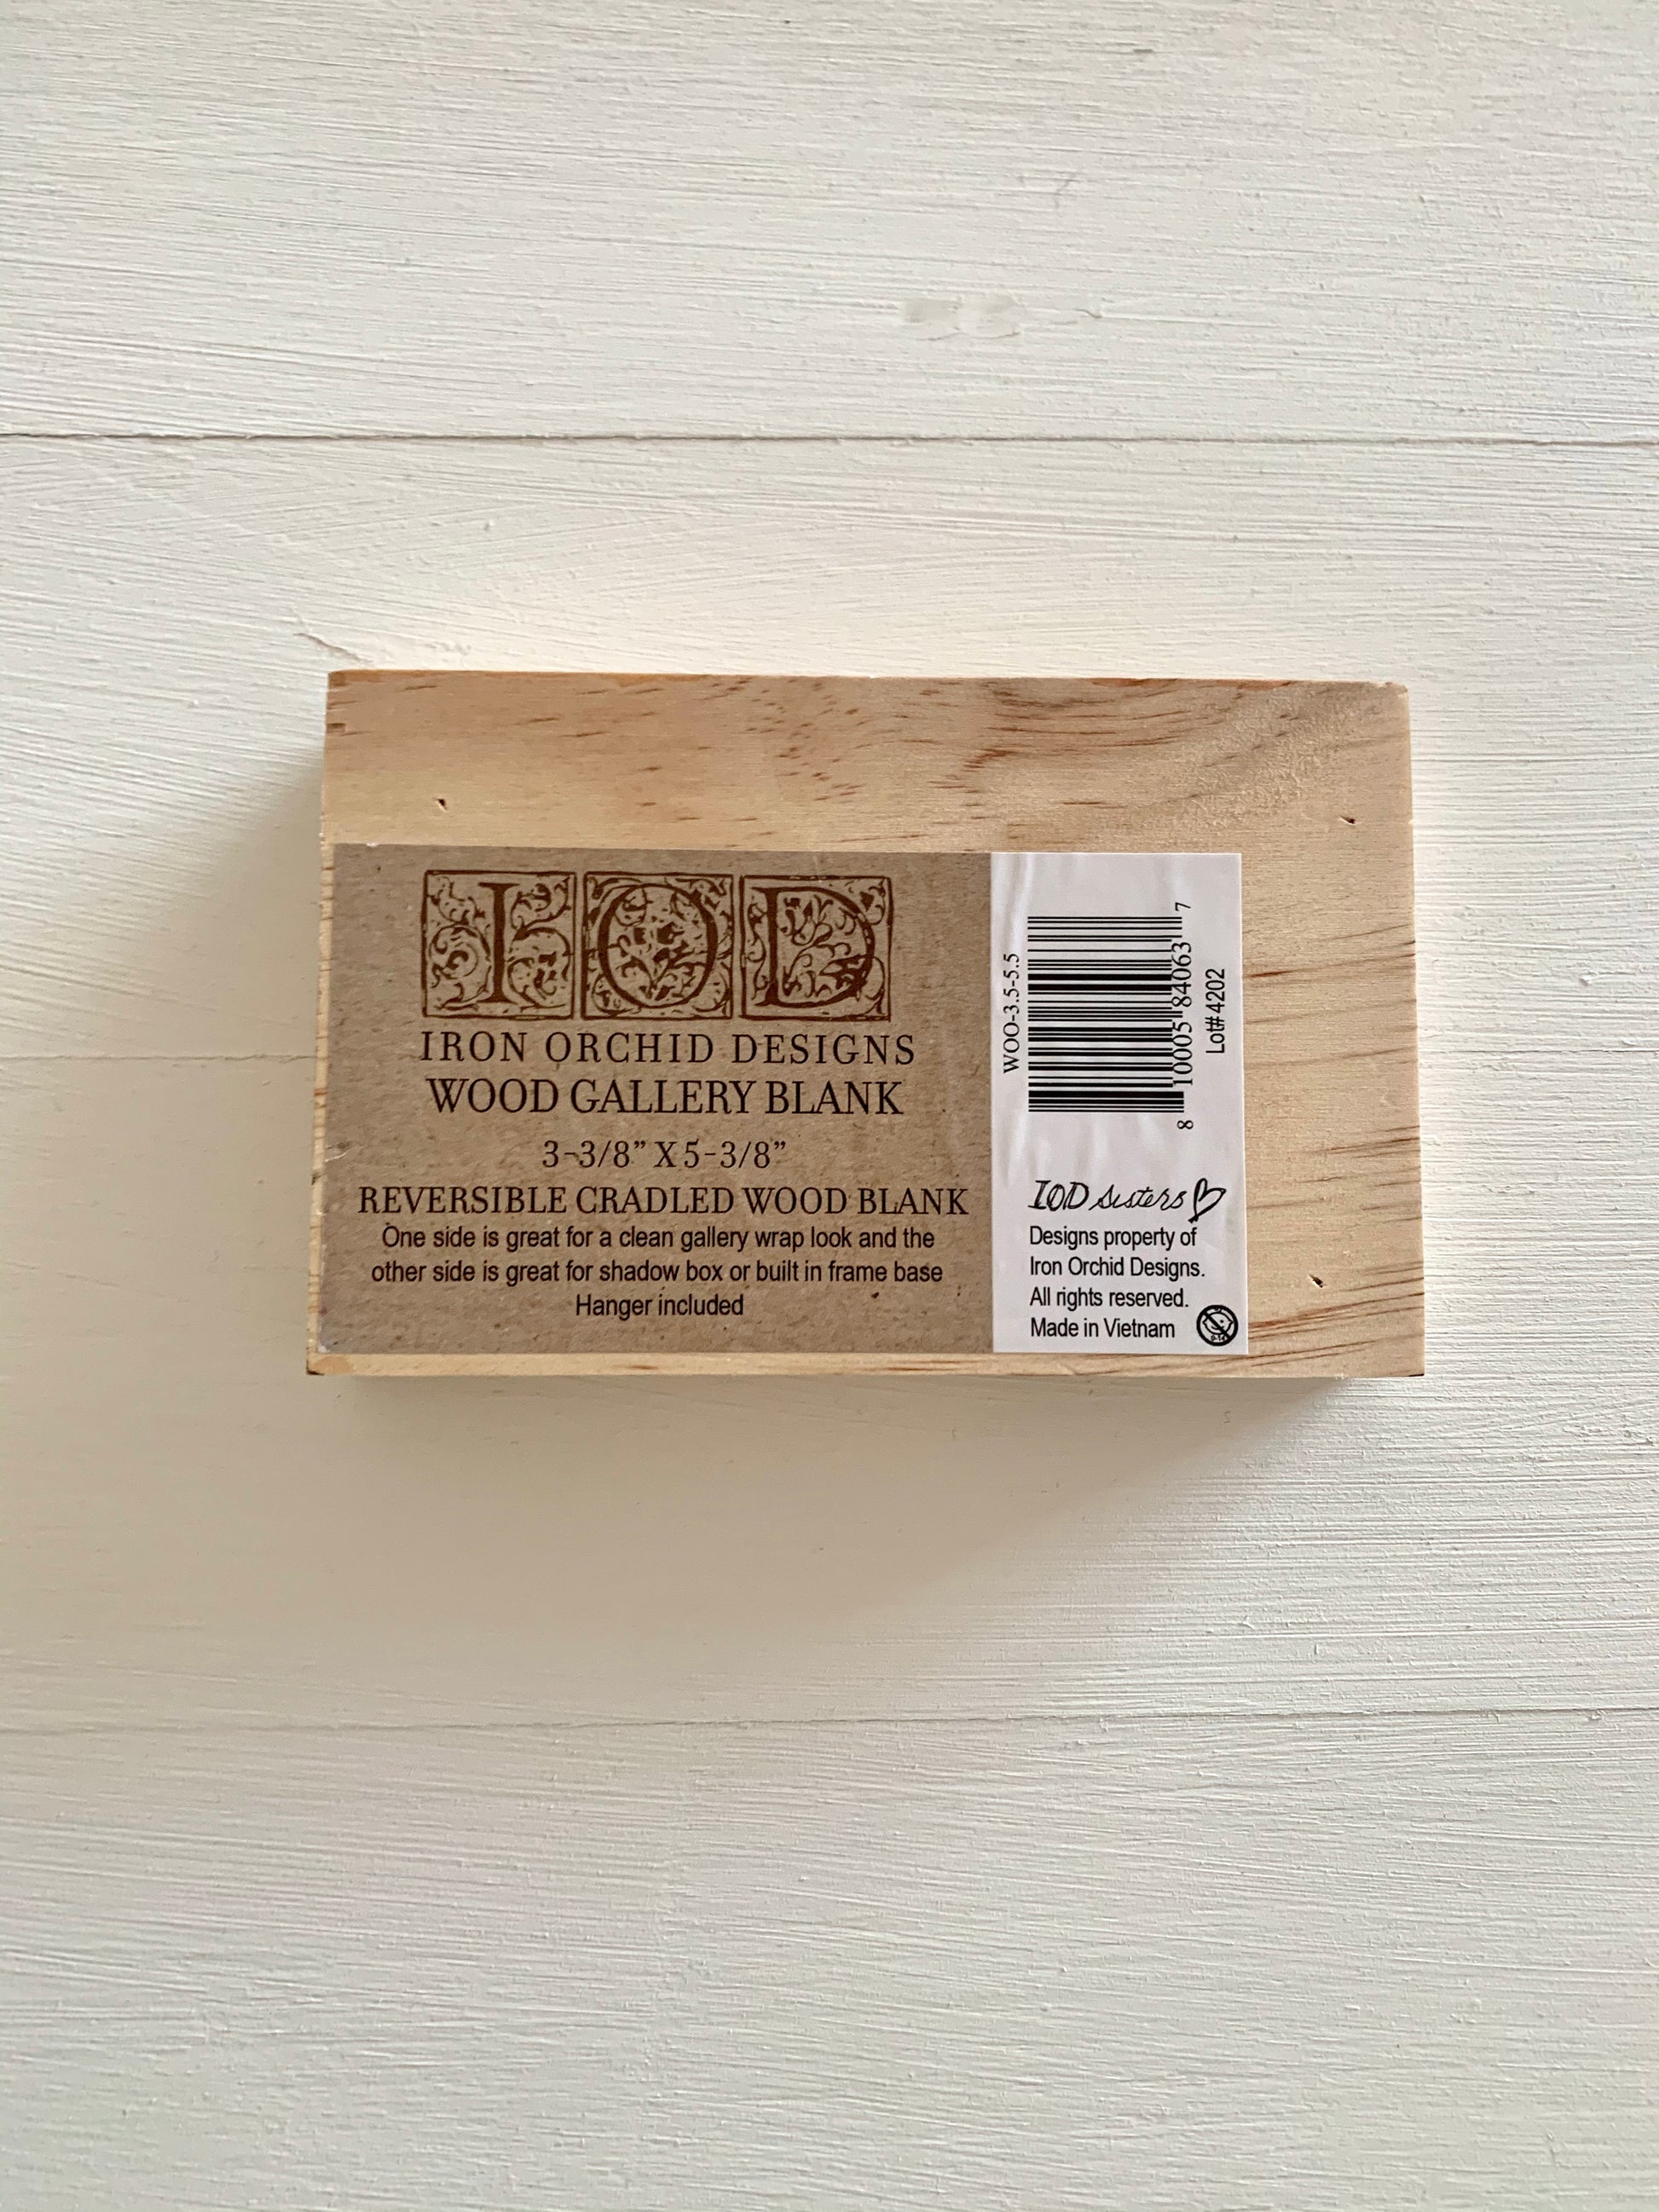 IOD
IRON ORCHID DESIGNS
WOOD GALLERY BLANK
3-3/8” X 5-3/8”
REVERSIBLE CRADLED WOOD BLANK
One side is great for a clean gallery wrap look and the
other side is great for shadow box or built in frame base
Hanger included
WOO-3.5-5.5
8 10005 84063 7
Lot# 4202
IOD sisters
Designs property of
Iron Orchid Designs.
All rights reserved.
Made in Vietnam